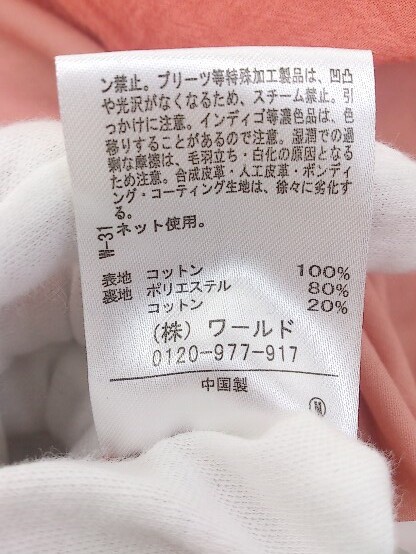 ン禁止。プリーツ等特殊加工製品は、凹凸
や光沢がなくなるため、スチーム禁止。引
っかけに注意。インディゴ等濃色品は、色
移りすることがあるので注意。湿潤での過
剰な摩擦は、毛羽立ち・白化の原因となる
ため注意。合成皮革・人工皮革・ボンディ
ング・コーティング生地は、徐々に劣化す
る。
ネット使用。
W-31
表地 コットン 100%
裏地 ポリエステル 80%
コットン 20%
(株) ワールド
0120-977-917
中国製
M